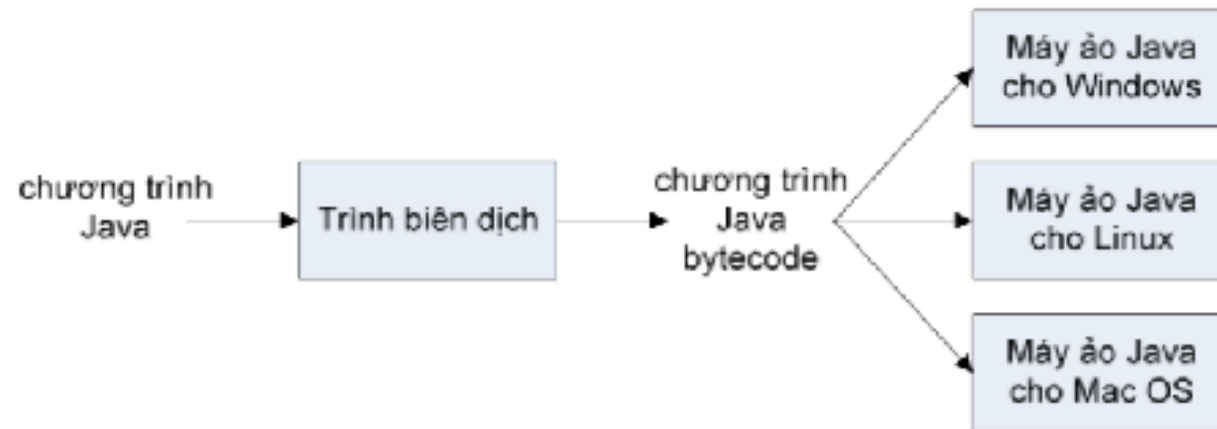 chương trình
Java
Trình biên dịch
chương trình
Java
bytecode
Máy ảo Java
cho Windows
Máy ảo Java
cho Linux
Máy ảo Java
cho Mac OS